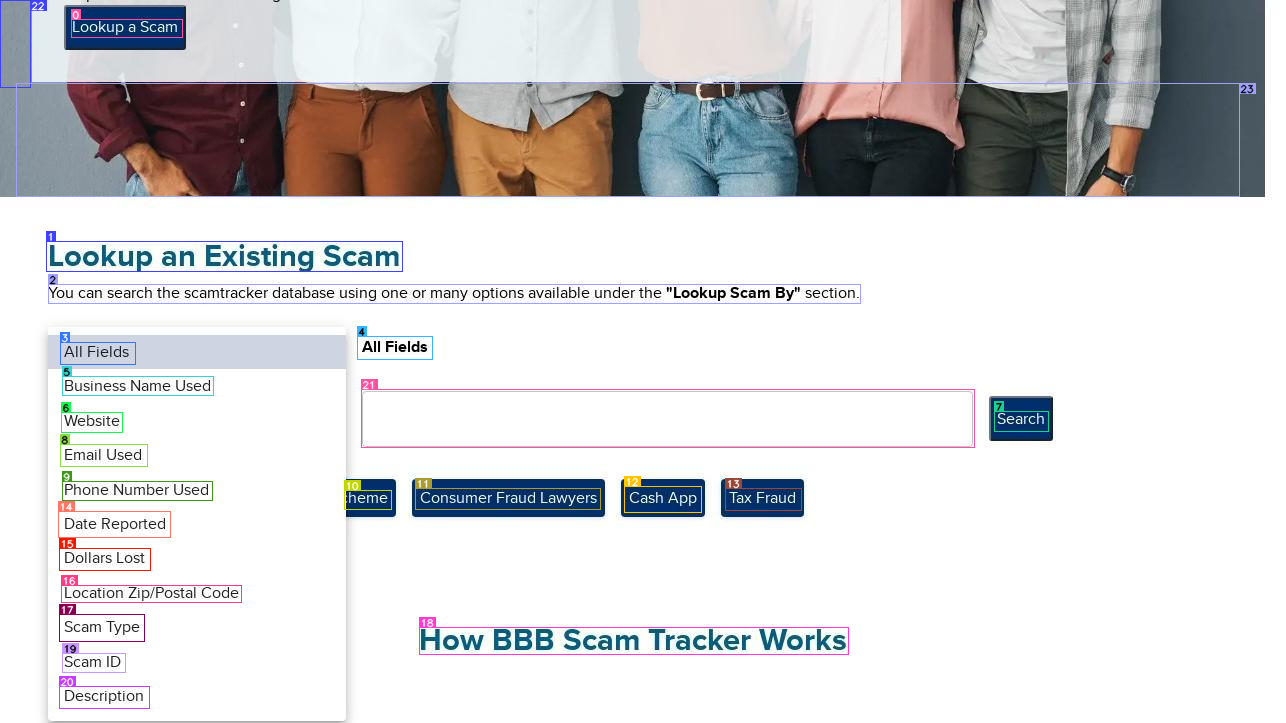 Lookup a Scam
Lookup an Existing Scam
You can search the scamtracker database using one or many options available under the "Lookup Scam By" section.
All Fields
All Fields
Business Name Used
Website
Search
Email Used
Phone Number Used
cheme
Consumer Fraud Lawyers
Cash App
Tax Fraud
Date Reported
Dollars Lost
Location Zip/Postal Code
Scam Type
How BBB Scam Tracker Works
Scam ID
Description
22
0
23
1
2
3
4
5
21
6
7
8
9
10
11
12
13
14
15
16
17
18
19
20